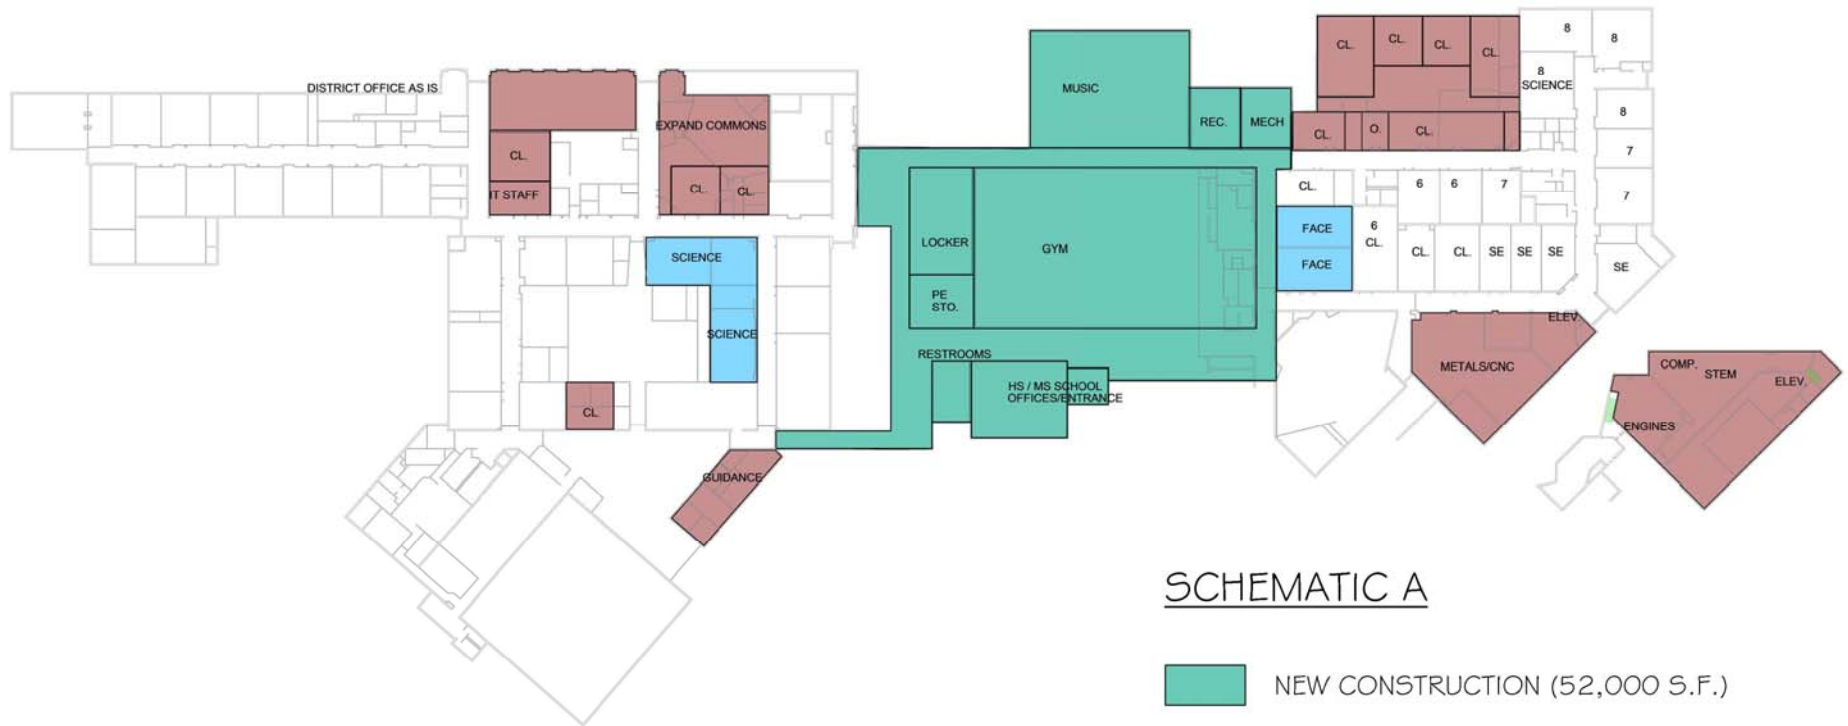 DISTRICT OFFICE AS IS
CL.
IT STAFF
EXPAND COMMONS
CL.
CL.
SCIENCE
SCIENCE
CL.
GUIDANCE
MUSIC
REC.
MECH
LOCKER
PE
STO.
GYM
RESTROOMS
HS / MS SCHOOL
OFFICES/ENTRANCE
CL.
CL.
CL.
CL.
CL.
O.
CL.
8
8
8
SCIENCE
8
7
7
CL.
6
6
7
FACE
FACE
6
CL.
CL.
CL.
SE
SE
SE
SE
ELEV.
METALS/CNC
COMP.
STEM
ELEV.
ENGINES
SCHEMATIC A
NEW CONSTRUCTION (52,000 S.F.)